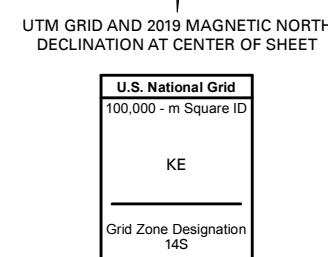 UTM GRID AND 2019 MAGNETIC NORTH
DECLINATION AT CENTER OF SHEET
U.S. National Grid
100,000 - m Square ID
KE
Grid Zone Designation
14S